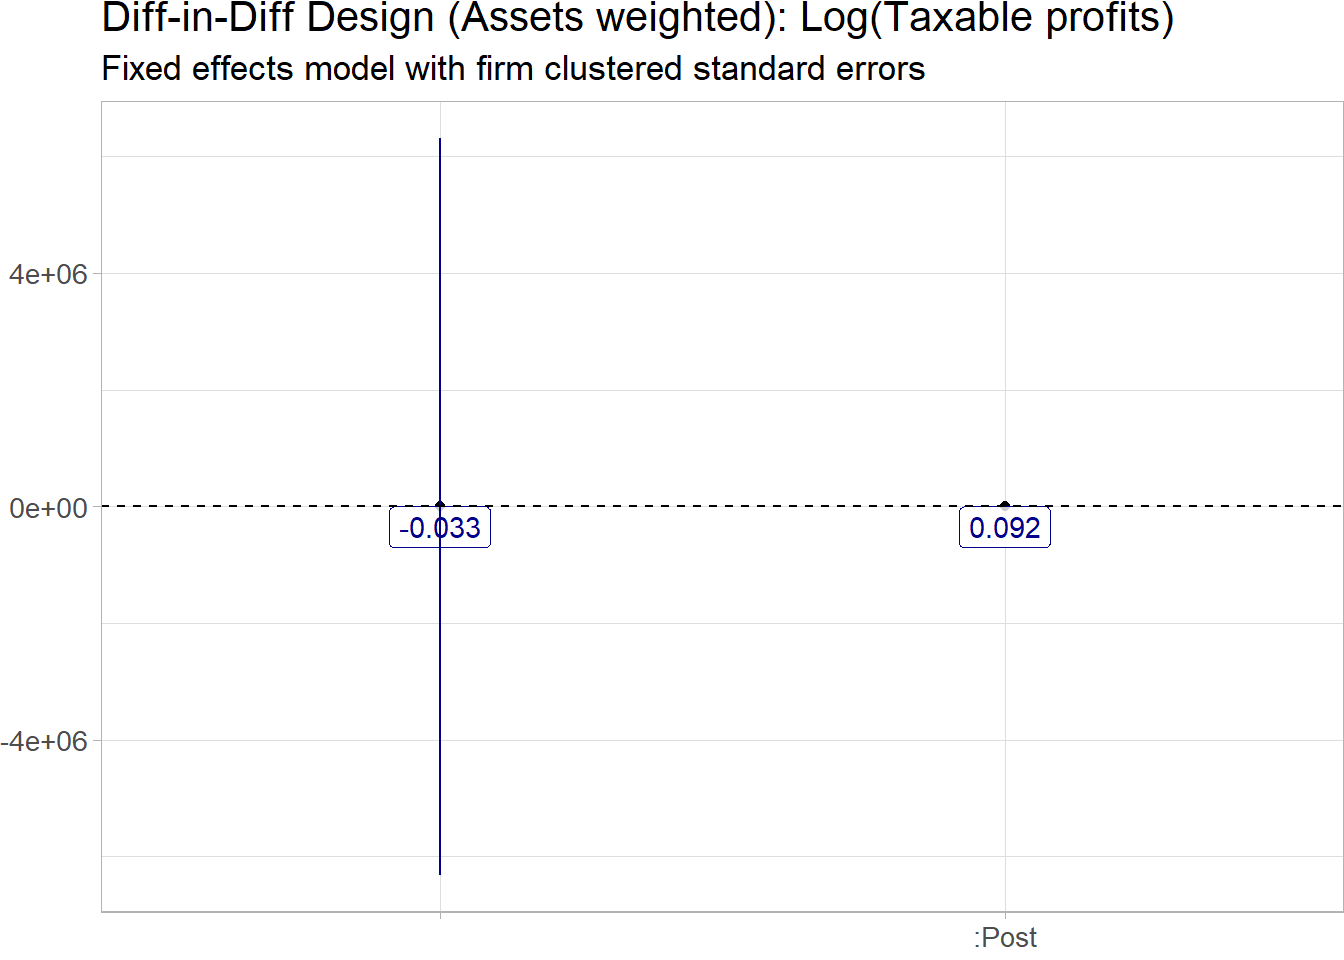 Diff-in-Diff Design (Assets weighted): Log(Taxable profits)
Fixed effects model with firm clustered standard errors
4e+06
0e+00
-0.033
0.092
-4e+06
:Post